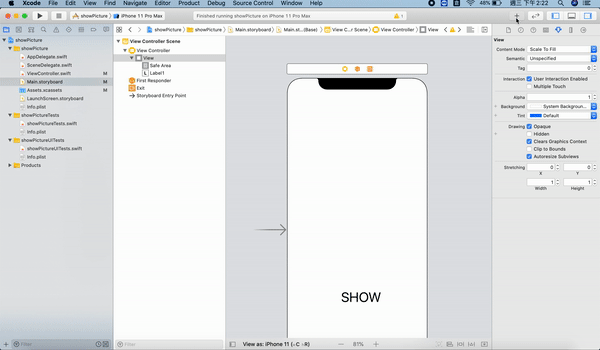 Xcode File Edit View Find Navigate Editor Product Debug Source Control Window Help 48% 週三 下午 2:22
showPicture iPhone 11 Pro Max Finished running showPicture on iPhone 11 Pro Max 1
showPicture showPicture Main.storyboard Main.st...(Base) View C...r Scene View Controller View
showPicture
showPicture
AppDelegate.swift
SceneDelegate.swift
ViewController.swift M
Main.storyboard M
Assets.xcassets M
LaunchScreen.storyboard
Info.plist
showPictureTests
showPictureTests.swift
Info.plist
showPictureUITests
showPictureUITests.swift
Info.plist
Products
Filter
View Controller Scene
View Controller
View
Safe Area
L Label1
First Responder
Exit
Storyboard Entry Point
Filter
SHOW
View as: iPhone 11 (wC hR)
81%
View
Content Mode Scale To Fill
Semantic Unspecified
Tag 0
Interaction User Interaction Enabled
Multiple Touch
Alpha 1
Background System Backgroun...
Tint Default
Drawing Opaque
Hidden
Clears Graphics Context
Clip to Bounds
Autoresize Subviews
Stretching 0 0
X Y
1 1
Width Height